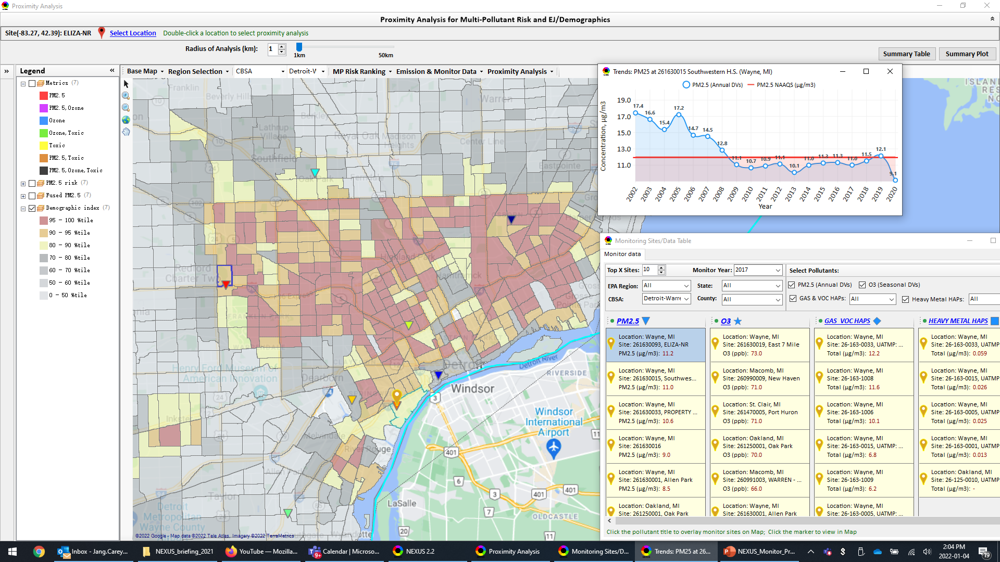 Proximity Analysis
Proximity Analysis for Multi-Pollutant Risk and EJ/Demographics
Site(-83.27, 42.39): ELIZA-NR
Select Location
Double-click a location to select proximity analysis
Radius of Analysis (km):
1
1km
50km
Summary Table
Summary Plot
Legend
Metrics (7)
PM2.5
PM2.5,Ozone
Ozone
Ozone,Toxic
Toxic
PM2.5,Toxic
PM2.5,Ozone,Toxic
PM2.5 risk (7)
Fused PM2.5 (7)
Demographic index (7)
95 - 100 %tile
90 - 95 %tile
80 - 90 %tile
70 - 80 %tile
60 - 70 %tile
50 - 60 %tile
0 - 50 %tile
Base Map
Region Selection
CBSA
Detroit-W
MP Risk Ranking
Emission & Monitor Data
Proximity Analysis
Franklin
Beverly Hills
Berkley
Warren
Lathrup
Village
Royal Oak
Madison
Heights
Center Line
Southfield
Eastpointe
Oak Park
Ferndale
Harper Woods
Redford
Charter Tw
Highland Park
Hamtramck
Grosse
Pointe Park
FRANKLIN PARK
WARRENDALE
EASTERN MARKET
CLAYTOWN
Henry Ford Museum of
American Innovation
Dearborn
Detroit
Detroit River
RIVERSIDE
Windsor
SPRINGWELLS
Inkster
Melvindale
River Rouge
Windsor
International
Airport
Allen Park
Taylor
LaSalle
OLDCASTLE
Detroit
Metropolitan
Wayne County
Southgate
Wyandotte
3
401
6
3
401
401
7
20
11
11
©2022 Google - Map data ©2022 Tele Atlas, Imagery ©2022 TerraMetrics
Trends: PM25 at 261630015 Southwestern H.S. (Wayne, MI)
PM2.5 (Annual DVs)
PM2.5 NAAQS (µg/m3)
Concentration, µg/m3
19.0
17.0
15.0
13.0
11.0
17.4
16.6
15.4
17.2
14.7
14.5
12.8
11.1
10.7
10.9
11.1
10.1
11.0
11.3
11.3
11.0
11.5
12.1
9.1
2002
2003
2004
2005
2006
2007
2008
2009
2010
2011
2012
2013
2014
2015
2016
2017
2018
2019
2020
Year
Monitoring Sites/Data Table
Monitor data
Top X Sites:
10
Monitor Year:
2017
Select Pollutants:
EPA Region:
All
State:
All
PM2.5 (Annual DVs)
O3 (Seasonal DVs)
CBSA:
Detroit-Warre
County:
All
GAS & VOC HAPs:
All
Heavy Metal HAPs:
All
PM2.5
Location: Wayne, MI
Site: 261630093, ELIZA-NR
PM2.5 (µg/m3): 11.2
Location: Wayne, MI
Site: 261630015, Southwes...
PM2.5 (µg/m3): 11.0
Location: Wayne, MI
Site: 261630033, PROPERTY ...
PM2.5 (µg/m3): 10.6
Location: Wayne, MI
Site: 261630016
PM2.5 (µg/m3): 9.0
Location: Wayne, MI
Site: 261630001, Allen Park
PM2.5 (µg/m3): 8.5
Location: Oakland, MI
Site: 261250001, Oak Park
O3
Location: Wayne, MI
Site: 261630019, East 7 Mile
O3 (ppb): 73.0
Location: Macomb, MI
Site: 260990009, New Haven
O3 (ppb): 71.0
Location: St. Clair, MI
Site: 261470005, Port Huron
O3 (ppb): 71.0
Location: Oakland, MI
Site: 261250001, Oak Park
O3 (ppb): 70.0
Location: Macomb, MI
Site: 260991003, WARREN - ...
O3 (ppb): 66.0
Location: Wayne, MI
Site: 261630001, Allen Park
GAS_VOC HAPS
Location: Wayne, MI
Site: 26-163-0033, UATMP: ...
Total (µg/m3): 12.2
Location: Wayne, MI
Site: 26-163-1008
Total (µg/m3): 11.6
Location: Wayne, MI
Site: 26-163-1006
Total (µg/m3): 10.1
Location: Wayne, MI
Site: 26-163-0015, UATMP: ...
Total (µg/m3): 6.8
Location: Wayne, MI
Site: 26-163-1009
Total (µg/m3): 6.2
Location: Wayne, MI
Site: 26-163-0005, UATMP: ...
HEAVY METAL HAPS
Location: Wayne, MI
Site: 26-163-0033, UATMP
Total (µg/m3): 0.059
Location: Wayne, MI
Site: 26-163-0015, UATMP
Total (µg/m3): 0.026
Location: Wayne, MI
Site: 26-163-0005, UATMP
Total (µg/m3): 0.025
Location: Wayne, MI
Site: 26-163-0001, UATMP
Total (µg/m3): 0.013
Location: Oakland, MI
Site: 26-125-0010, UATMP
Total (µg/m3): -
Click the pollutant title to overlay monitor sites on Map; Click the marker to view in Map
Inbox - Jang.Carey...
NEXUS_briefing_2021
YouTube — Mozilla...
Calendar | Microso...
9+
NEXUS 2.2
Proximity Analysis
Monitoring Sites/D...
Trends: PM25 at 26...
NEXUS_Monitor_Pr...
2:04 PM
2022-01-04
19